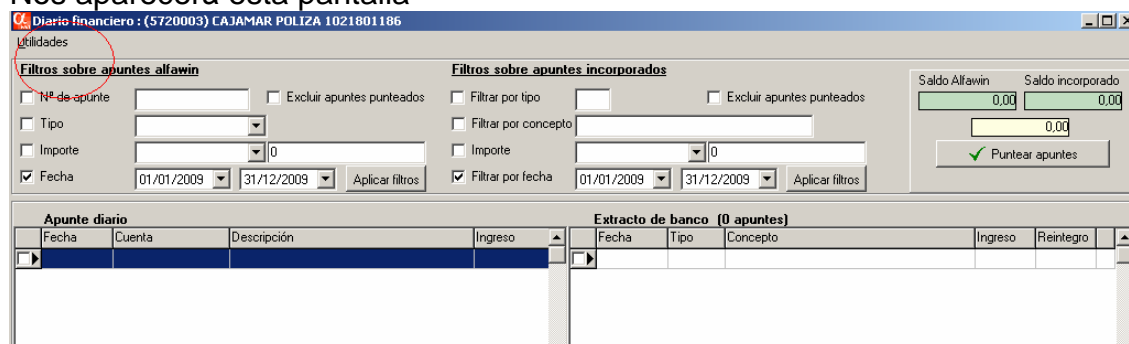 Nos aparecerá esta pantalla
Diario financiero : (5720003) CAJAMAR POLIZA 1021801186
Utilidades
Filtros sobre apuntes alfawin
Nº de apunte
Excluir apuntes punteados
Tipo
Importe
0
Fecha
01/01/2009
31/12/2009
Aplicar filtros
Filtros sobre apuntes incorporados
Filtrar por tipo
Excluir apuntes punteados
Filtrar por concepto
Importe
0
Filtrar por fecha
01/01/2009
31/12/2009
Aplicar filtros
Saldo Alfawin
Saldo incorporado
0,00
0,00
0,00
Puntear apuntes
Apunte diario
Fecha Cuenta Descripción Ingreso
Extracto de banco (0 apuntes)
Fecha Tipo Concepto Ingreso Reintegro